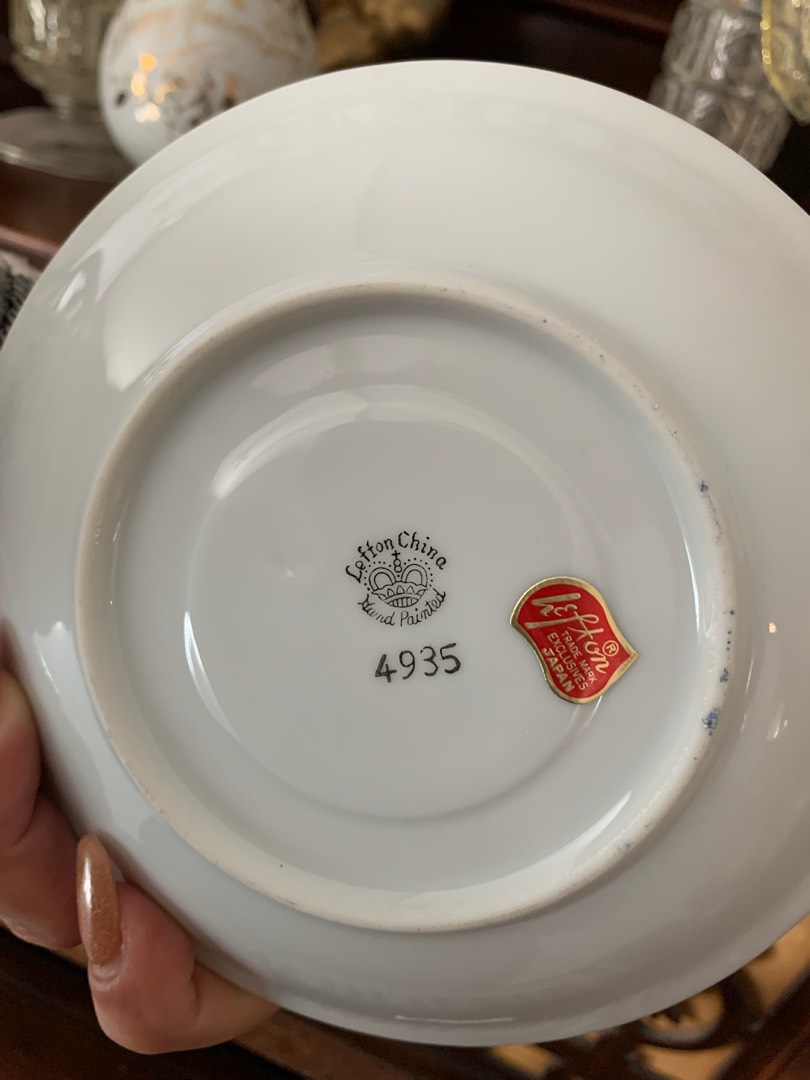 Lefton China
Hand Painted
4935
Lefton®
TRADE MARK
EXCLUSIVES
JAPAN